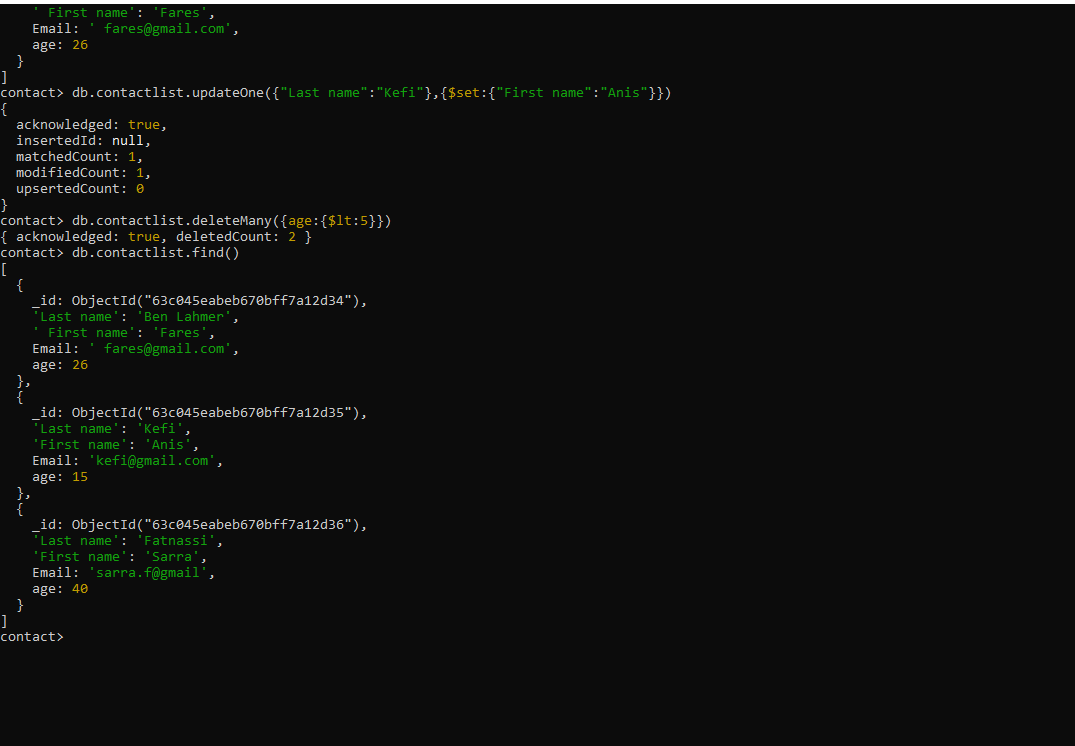 ' First name': 'Fares',
    Email: ' fares@gmail.com',
    age: 26
  }
]
contact> db.contactlist.updateOne({"Last name":"Kefi"},{$set:{"First name":"Anis"}})
{
  acknowledged: true,
  insertedId: null,
  matchedCount: 1,
  modifiedCount: 1,
  upsertedCount: 0
}
contact> db.contactlist.deleteMany({age:{$lt:5}})
{ acknowledged: true, deletedCount: 2 }
contact> db.contactlist.find()
[
  {
    _id: ObjectId("63c045eabeb670bff7a12d34"),
    'Last name': 'Ben Lahmer',
    ' First name': 'Fares',
    Email: ' fares@gmail.com',
    age: 26
  },
  {
    _id: ObjectId("63c045eabeb670bff7a12d35"),
    'Last name': 'Kefi',
    'First name': 'Anis',
    Email: 'kefi@gmail.com',
    age: 15
  },
  {
    _id: ObjectId("63c045eabeb670bff7a12d36"),
    'Last name': 'Fatnassi',
    'First name': 'Sarra',
    Email: 'sarra.f@gmail',
    age: 40
  }
]
contact>